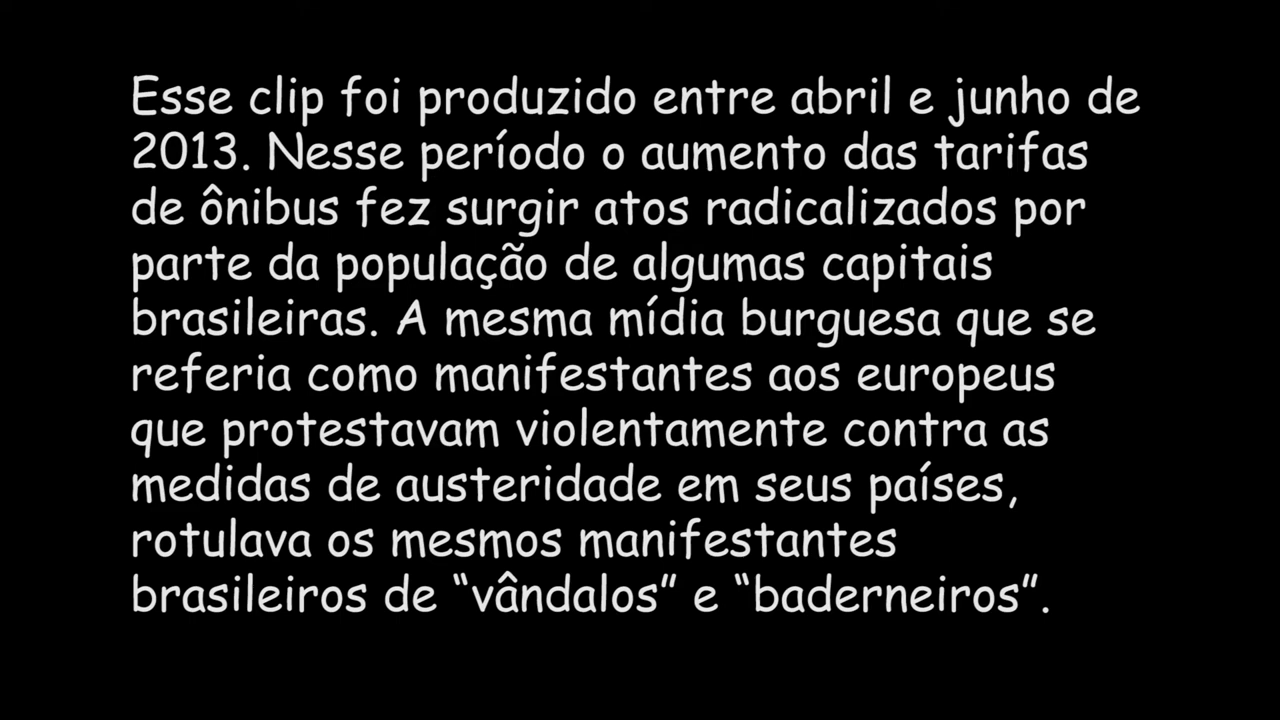 Esse clip foi produzido entre abril e junho de
2013. Nesse período o aumento das tarifas
de ônibus fez surgir atos radicalizados por
parte da população de algumas capitais
brasileiras. A mesma mídia burguesa que se
referia como manifestantes aos europeus
que protestavam violentamente contra as
medidas de austeridade em seus países,
rotulava os mesmos manifestantes
brasileiros de “vândalos” e “baderneiros”.